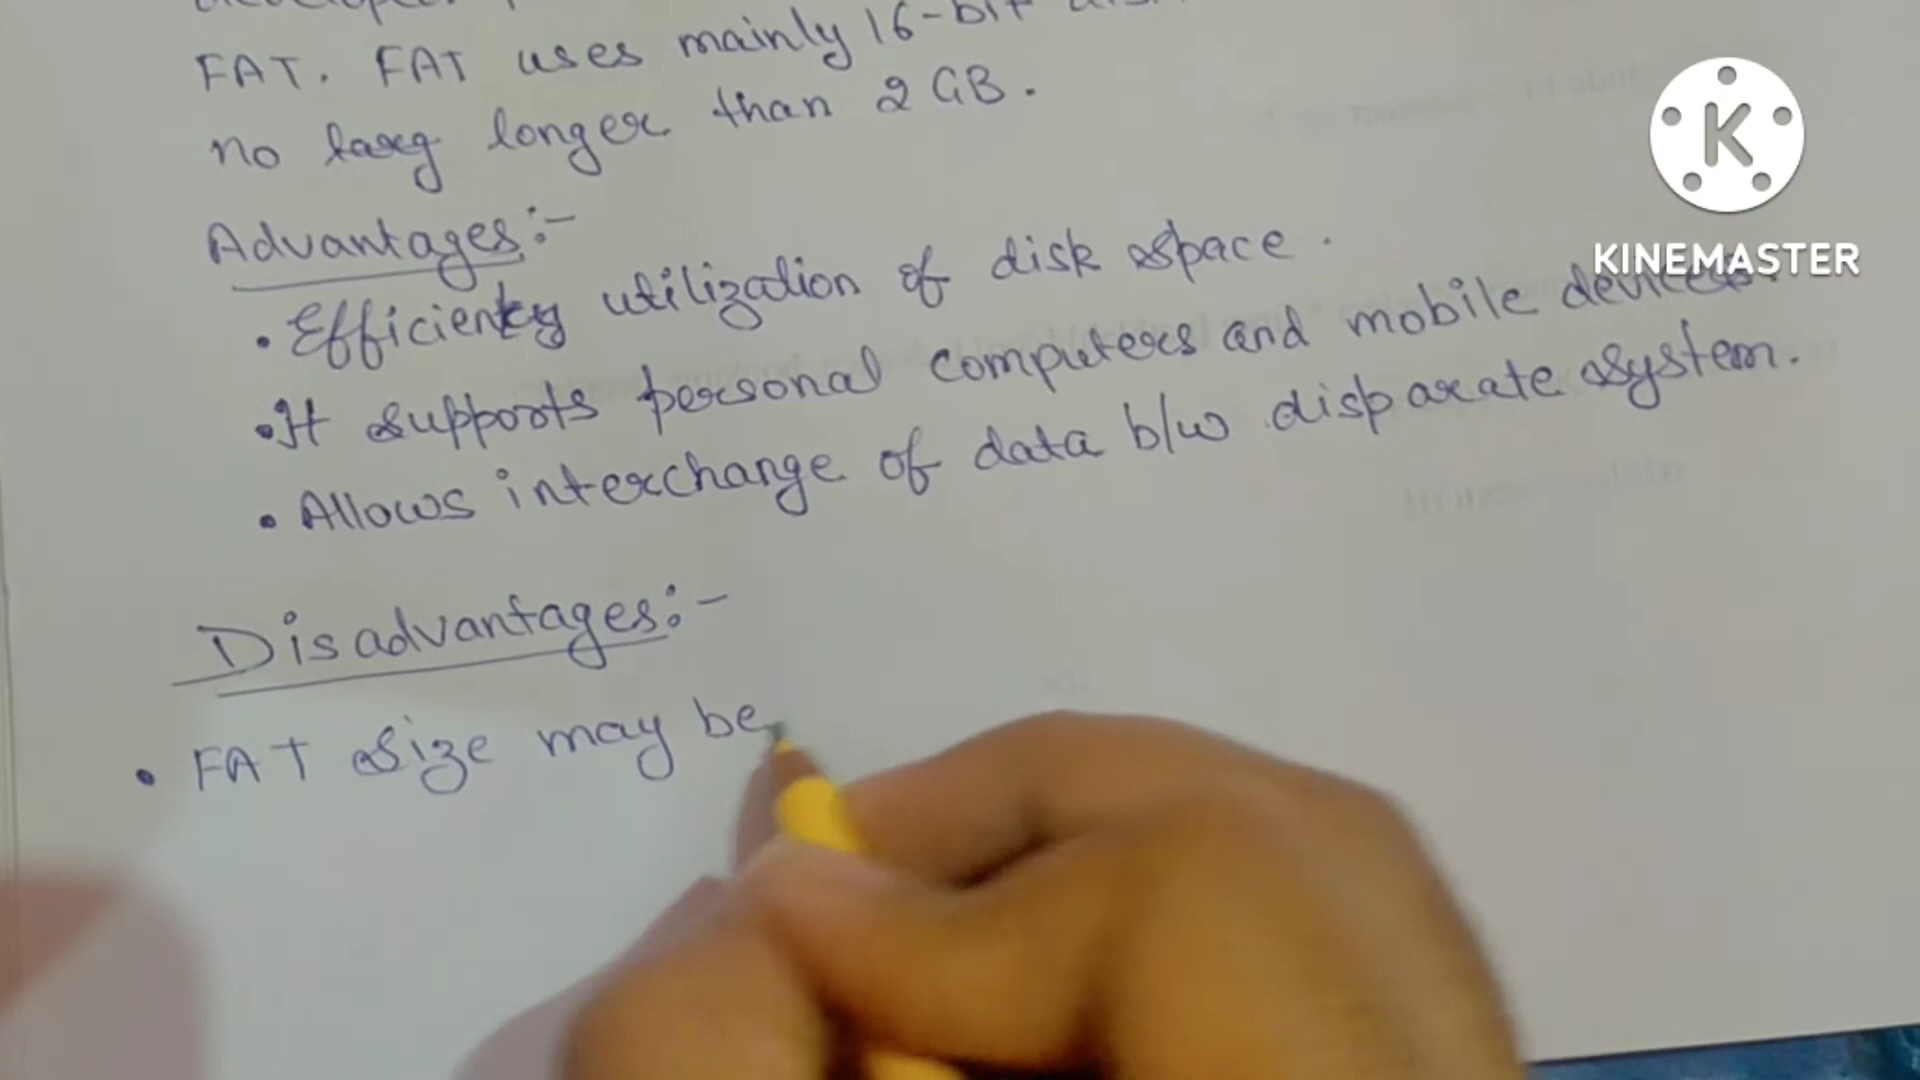 FAT. FAT uses mainly 16-bit
no larg longer than 2 GB.
Advantages:-
• Efficiently utilization of disk space.
• It supports personal computers and mobile devices.
• Allows interchange of data b/w disparate system.
Disadvantages:-
• FAT size may be
K
KINEMASTER